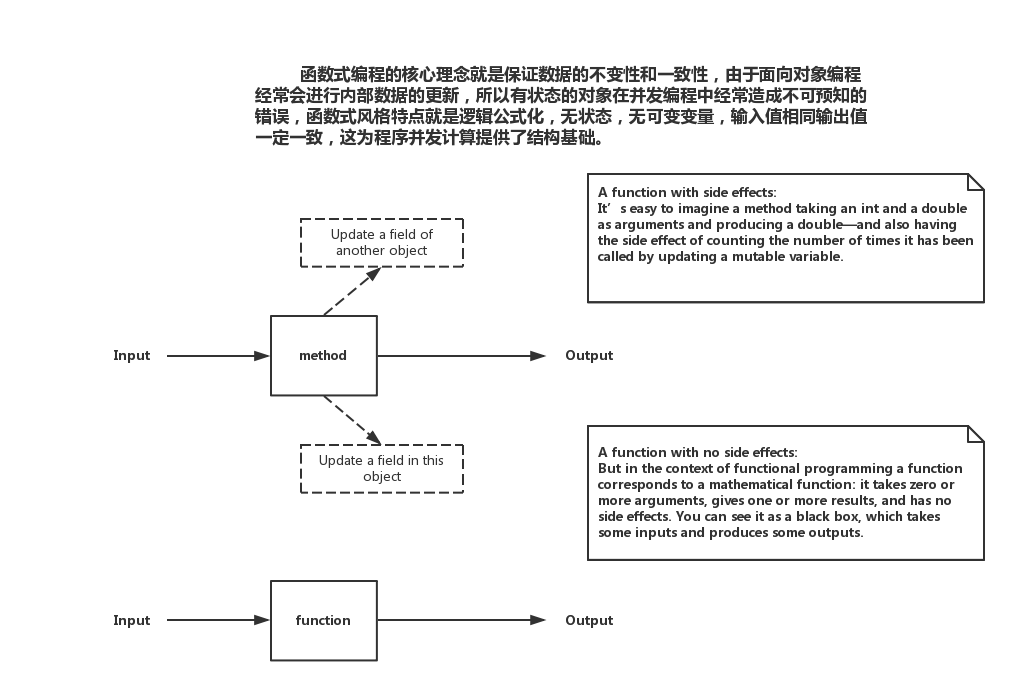 函数式编程的核心理念就是保证数据的不变性和一致性，由于面向对象编程
经常会进行内部数据的更新，所以有状态的对象在并发编程中经常造成不可预知的
错误，函数式风格特点就是逻辑公式化，无状态，无可变变量，输入值相同输出值
一定一致，这为程序并发计算提供了结构基础。
A function with side effects:
It’s easy to imagine a method taking an int and a double
as arguments and producing a double—and also having
the side effect of counting the number of times it has been
called by updating a mutable variable.
Update a field of
another object
Input
method
Output
Update a field in this
object
A function with no side effects:
But in the context of functional programming a function
corresponds to a mathematical function: it takes zero or
more arguments, gives one or more results, and has no
side effects. You can see it as a black box, which takes
some inputs and produces some outputs.
Input
function
Output